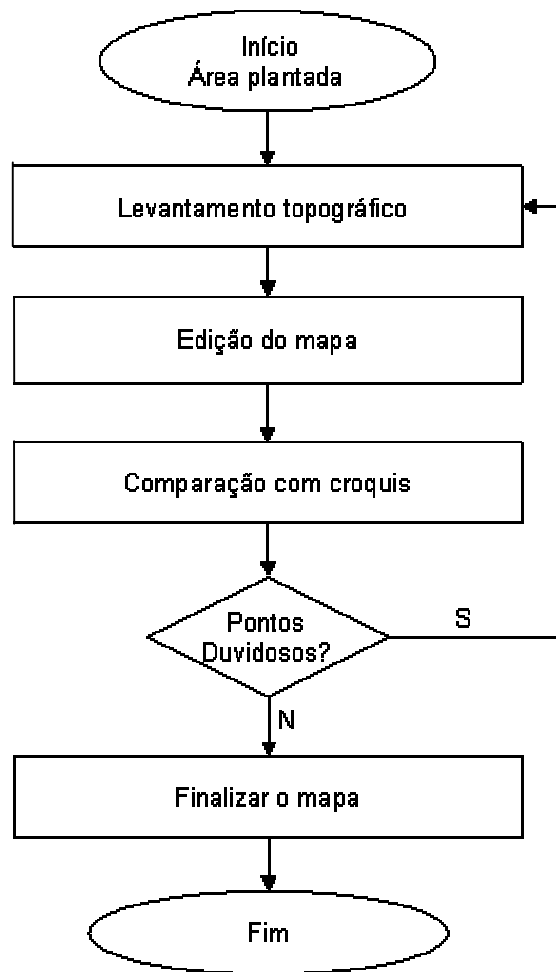 Início
Área plantada
Levantamento topográfico
Edição do mapa
Comparação com croquis
Pontos
Duvidosos?
S
N
Finalizar o mapa
Fim